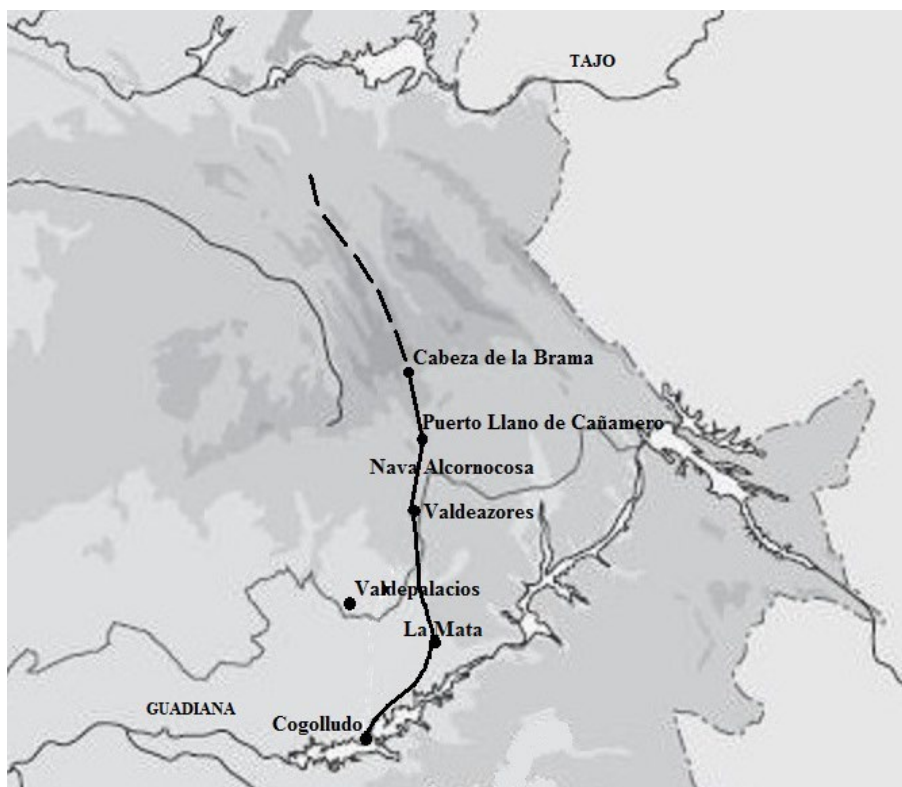 TAJO
Cabeza de la Brama
Puerto Llano de Cañamero
Nava Alcornocosa
Valdeazores
Valdepalacios
La Mata
GUADIANA
Cogolludo